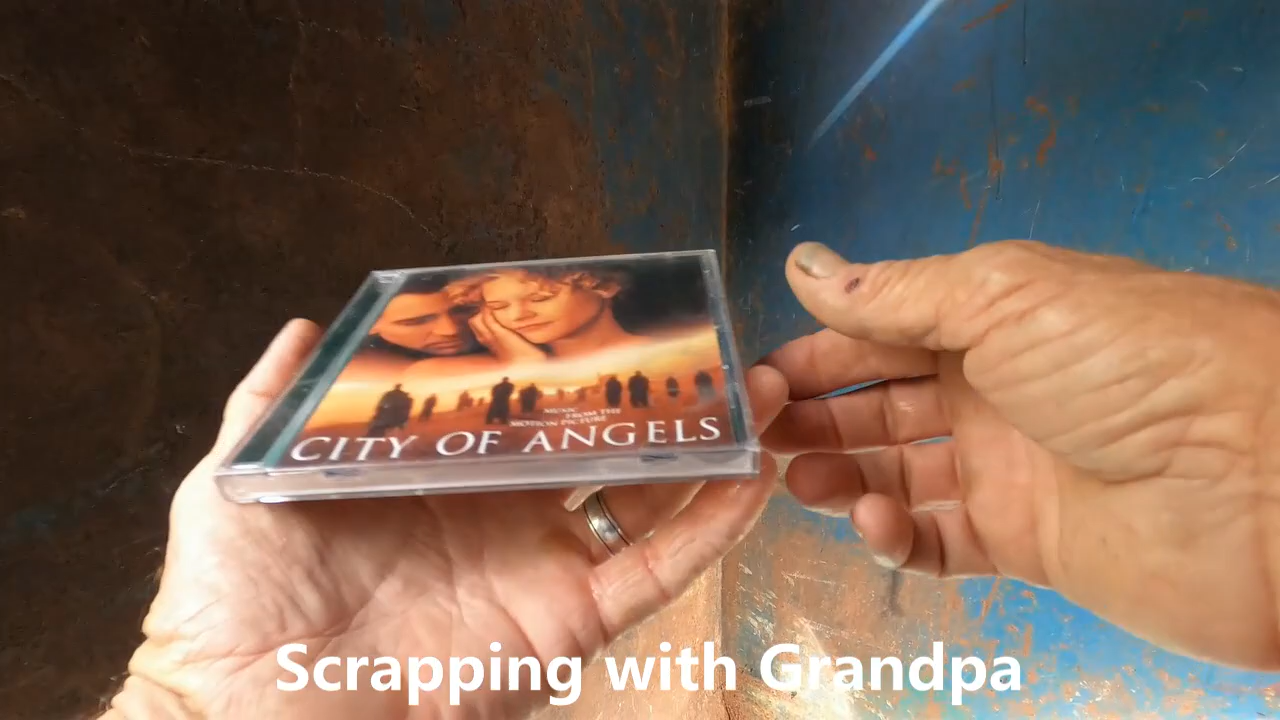 MUSIC
FROM THE
MOTION PICTURE
CITY OF ANGELS
Scrapping with Grandpa